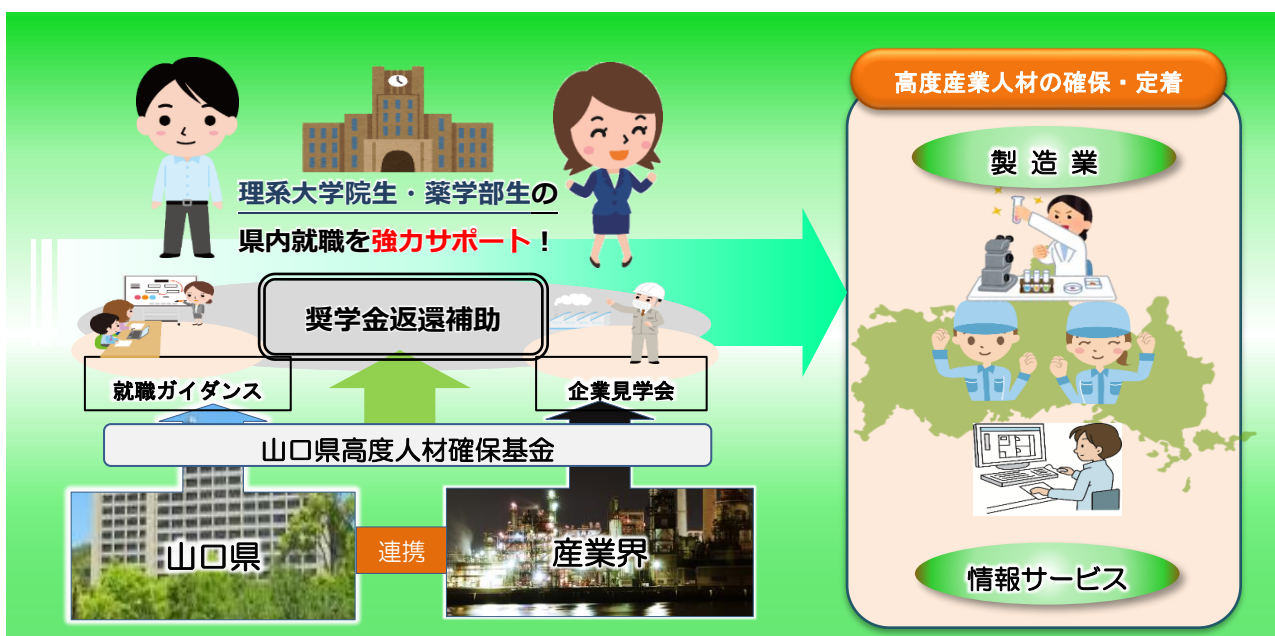 理系大学院生・薬学部生の
県内就職を強力サポート！
奨学金返還補助
就職ガイダンス
企業見学会
山口県高度人材確保基金
山口県
連携
産業界
高度産業人材の確保・定着
製造業
情報サービス